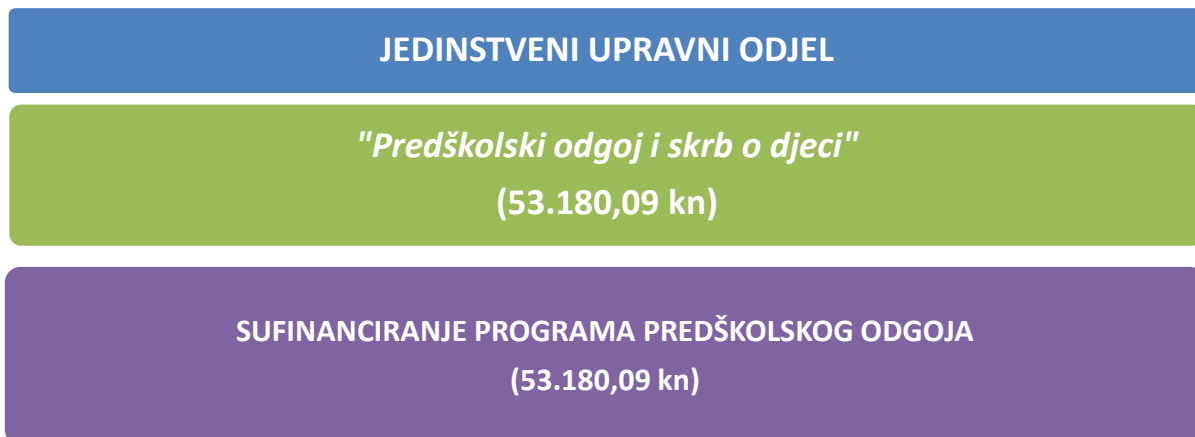 JEDINSTVENI UPRAVNI ODJEL
"Predškolski odgoj i skrb o djeci"
(53.180,09 kn)
SUFINANCIRANJE PROGRAMA PREDŠKOLSKOG ODGOJA
(53.180,09 kn)